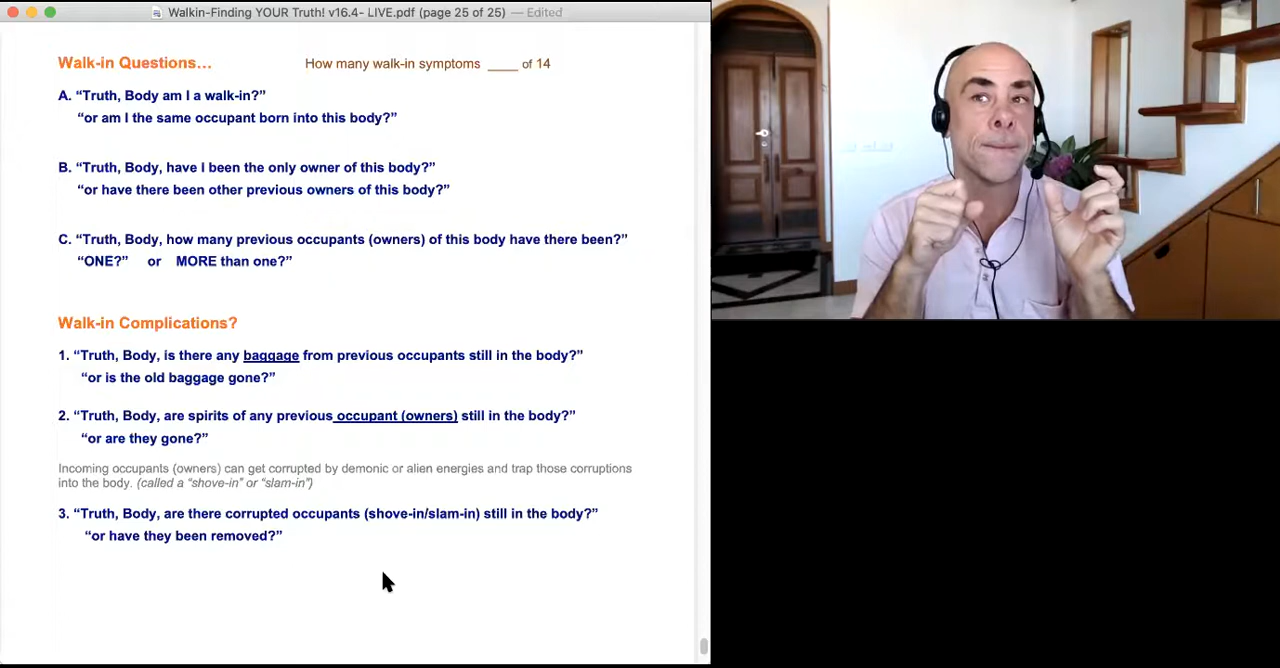 Walkin-Finding YOUR Truth! v16.4- LIVE.pdf (page 25 of 25) — Edited
Walk-in Questions… How many walk-in symptoms ____ of 14
A. “Truth, Body am I a walk-in?”
“or am I the same occupant born into this body?”
B. “Truth, Body, have I been the only owner of this body?”
“or have there been other previous owners of this body?”
C. “Truth, Body, how many previous occupants (owners) of this body have there been?”
“ONE?” or MORE than one?”
Walk-in Complications?
1. “Truth, Body, is there any baggage from previous occupants still in the body?”
“or is the old baggage gone?”
2. “Truth, Body, are spirits of any previous occupant (owners) still in the body?”
“or are they gone?”
Incoming occupants (owners) can get corrupted by demonic or alien energies and trap those corruptions
into the body. (called a “shove-in” or “slam-in”)
3. “Truth, Body, are there corrupted occupants (shove-in/slam-in) still in the body?”
“or have they been removed?”